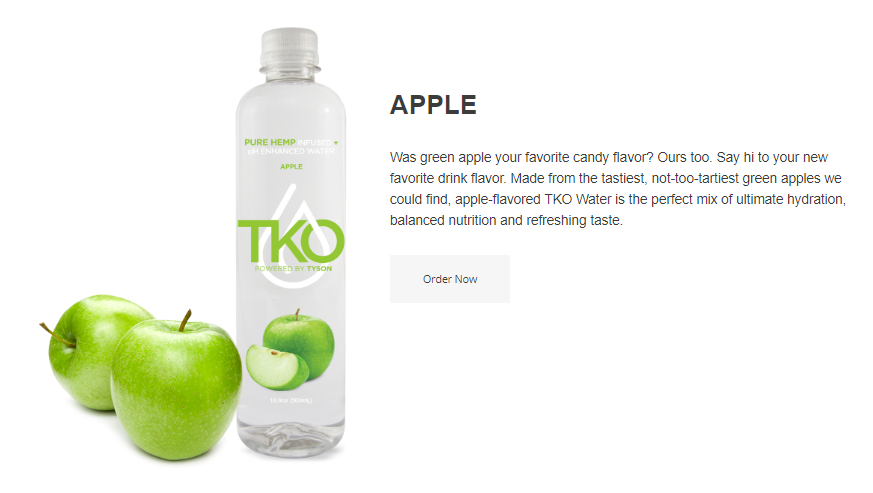 PURE HEMP INFUSED
pH ENHANCED WATER
APPLE
TKO
POWERED BY TYSON
APPLE
Was green apple your favorite candy flavor? Ours too. Say hi to your new
favorite drink flavor. Made from the tastiest, not-too-tartiest green apples we
could find, apple-flavored TKO Water is the perfect mix of ultimate hydration,
balanced nutrition and refreshing taste.
Order Now